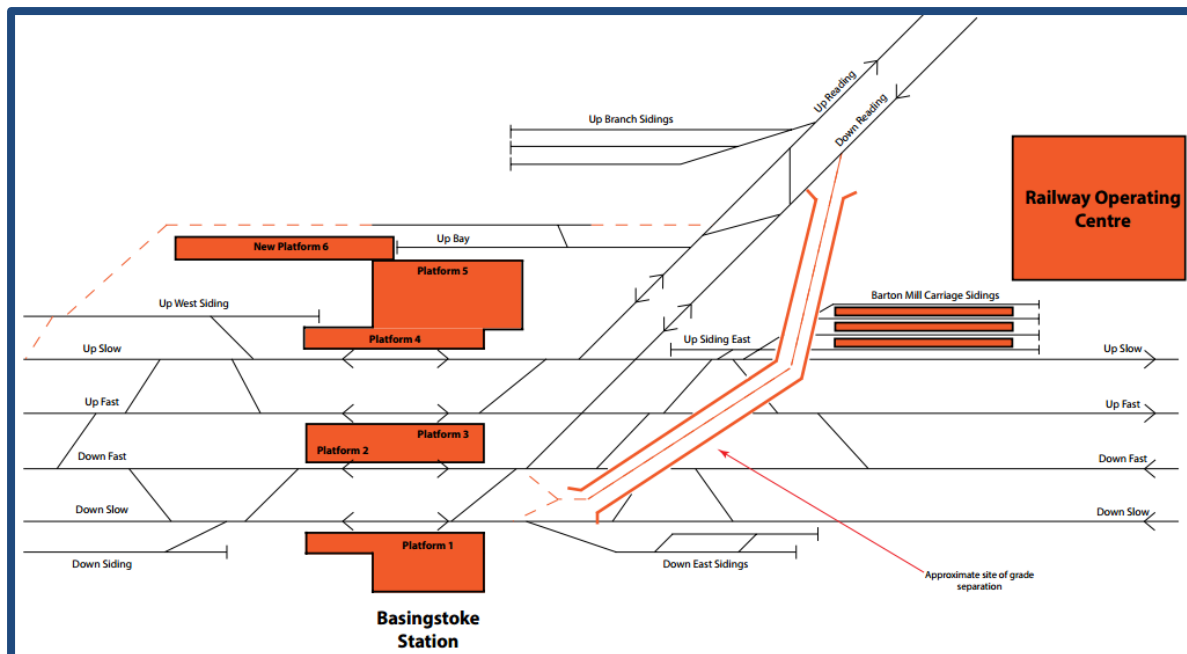 Up Reading
Down Reading
Up Branch Sidings
Railway Operating
Centre
New Platform 6
Up Bay
Platform 5
Up West Siding
Barton Mill Carriage Sidings
Platform 4
Up Siding East
Up Slow
Up Slow
Up Fast
Up Fast
Platform 3
Platform 2
Down Fast
Down Fast
Down Slow
Down Slow
Platform 1
Down Siding
Down East Sidings
Approximate site of grade
separation
Basingstoke
Station